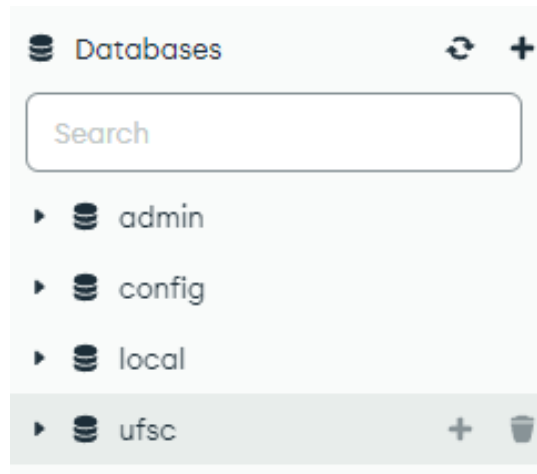 Databases
Search
admin
config
local
ufsc